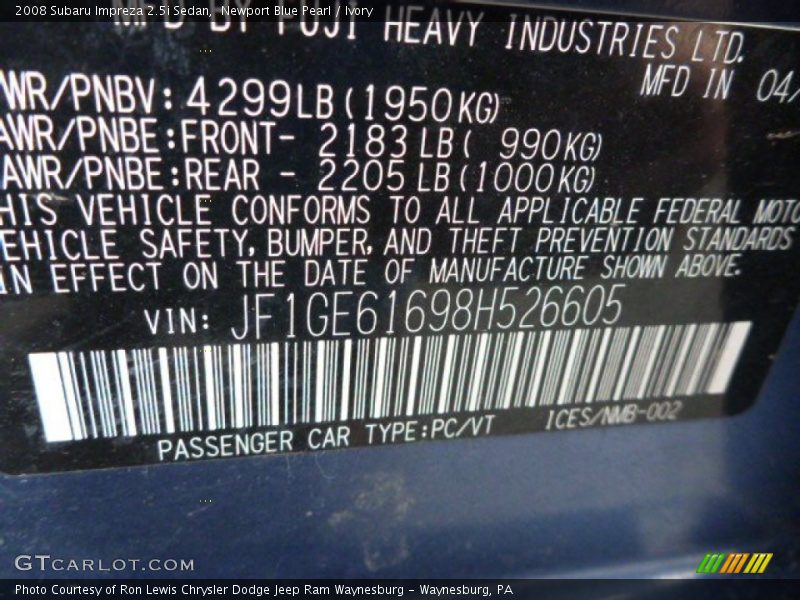 2008 Subaru Impreza 2.5i Sedan, Newport Blue Pearl / Ivory
MFD BY FUJI HEAVY INDUSTRIES LTD.
MFD IN 04/
WR/PNBV: 4299LB (1950KG)
AWR/PNBE: FRONT- 2183 LB ( 990KG)
AWR/PNBE: REAR - 2205 LB (1000KG)
HIS VEHICLE CONFORMS TO ALL APPLICABLE FEDERAL MOTO
EHICLE SAFETY, BUMPER, AND THEFT PREVENTION STANDARDS
IN EFFECT ON THE DATE OF MANUFACTURE SHOWN ABOVE.
VIN: JF1GE61698H526605
PASSENGER CAR TYPE: PC/VT ICES/NMB-002
GTCARLOT.COM
Photo Courtesy of Ron Lewis Chrysler Dodge Jeep Ram Waynesburg - Waynesburg, PA